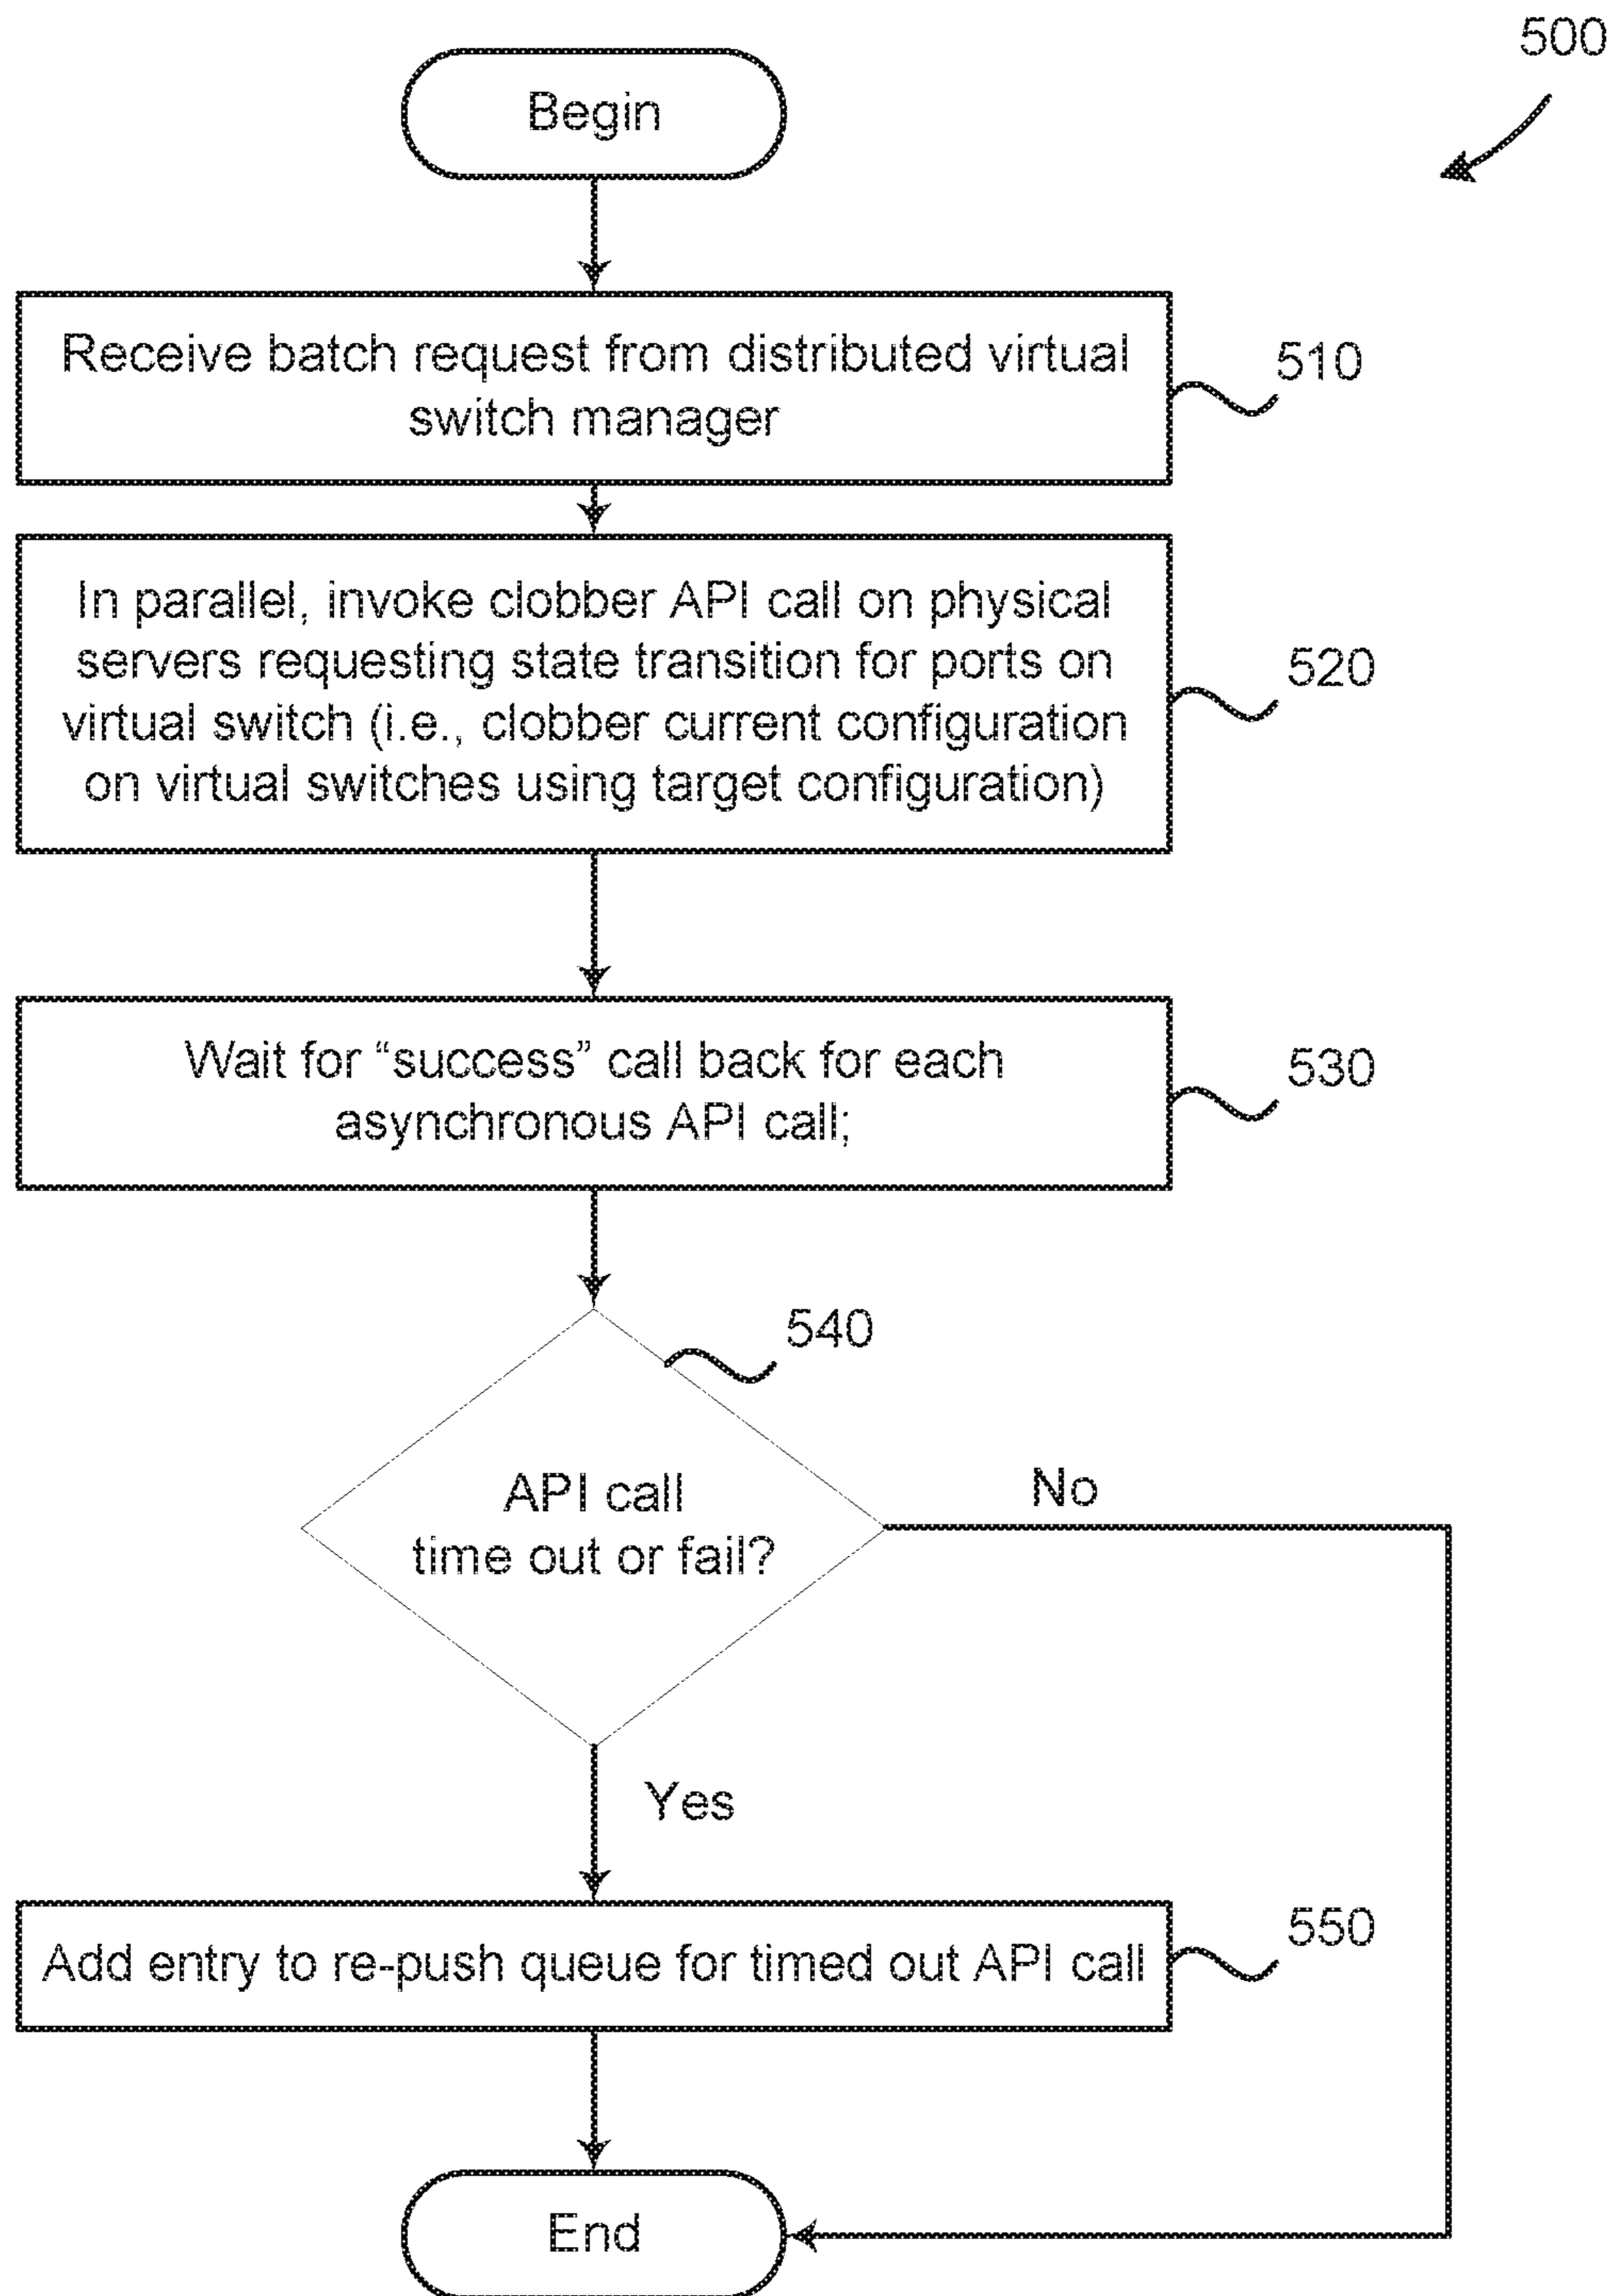 500
Begin
Receive batch request from distributed virtual
switch manager
510
In parallel, invoke clobber API call on physical
servers requesting state transition for ports on
virtual switch (i.e., clobber current configuration
on virtual switches using target configuration)
520
Wait for “success” call back for each
asynchronous API call;
530
540
API call
time out or fail?
No
Yes
Add entry to re-push queue for timed out API call
550
End